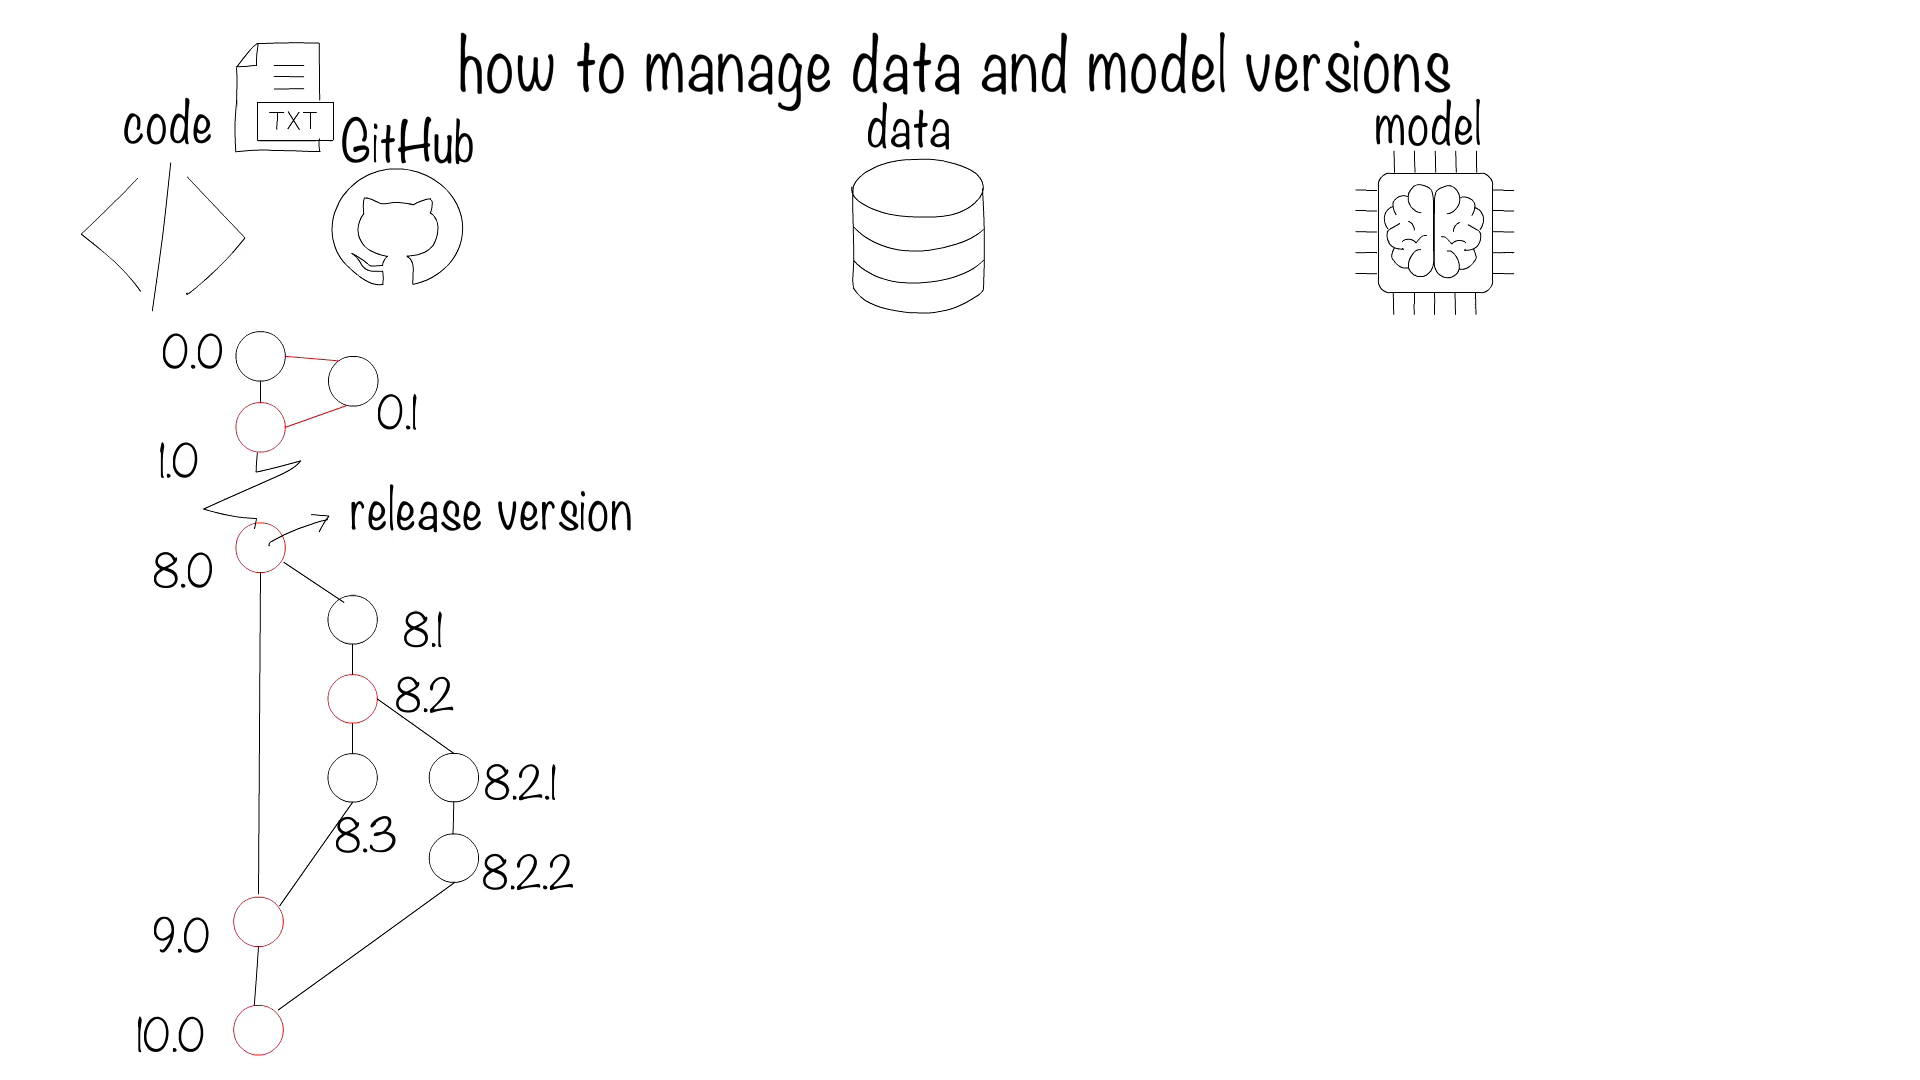 how to manage data and model versions
code
TXT
GitHub
data
model
0.0
0.1
1.0
release version
8.0
8.1
8.2
8.2.1
8.3
8.2.2
9.0
10.0